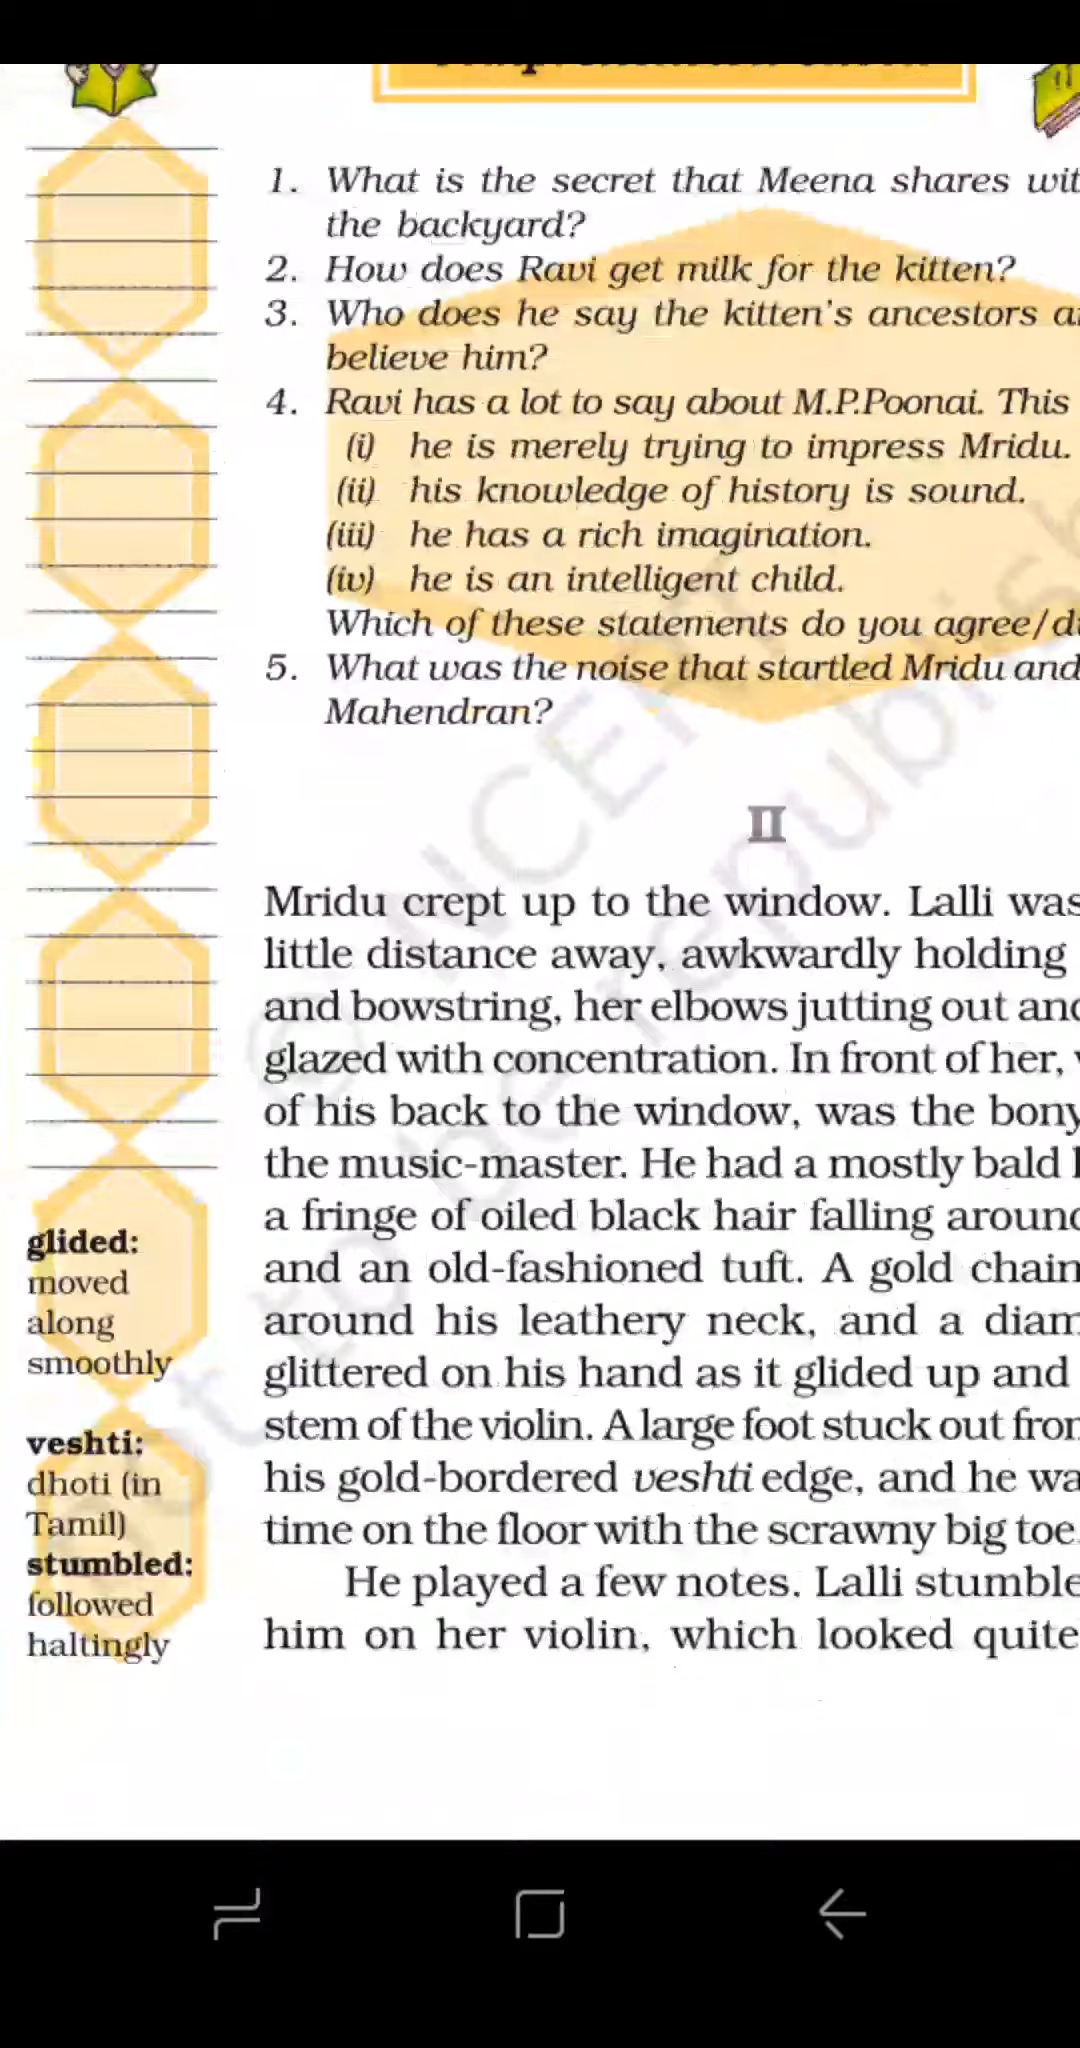 1. What is the secret that Meena shares
the backyard?
2. How does Ravi get milk for the kitten?
3. Who does he say the kitten's ancestors
believe him?
4. Ravi has a lot to say about M.P.Poonai. This
(i) he is merely trying to impress Mridu.
(ii) his knowledge of history is sound.
(iii) he has a rich imagination.
(iv) he is an intelligent child.
Which of these statements do you agree/
5. What was the noise that startled Mridu and
Mahendran?
II
Mridu crept up to the window. Lalli was
little distance away, awkwardly holding
and bowstring, her elbows jutting out
glazed with concentration. In front of her,
of his back to the window, was the bony
the music-master. He had a mostly bald
a fringe of oiled black hair falling
and an old-fashioned tuft. A gold chain
around his leathery neck, and a
glittered on his hand as it glided up and
stem of the violin. A large foot stuck out
his gold-bordered veshti edge, and he
time on the floor with the scrawny big toe.
He played a few notes. Lalli
him on her violin, which looked quite
glided:
moved
along
smoothly
veshti:
dhoti (in
Tamil)
stumbled:
followed
haltingly
© NCERT
not to be republish